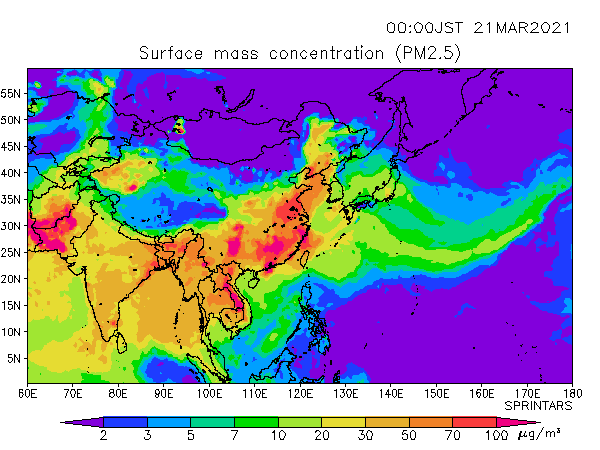 00:00JST 21MAR2021
Surface mass concentration (PM2.5)
55N
50N
45N
40N
35N
30N
25N
20N
15N
10N
5N
60E 70E 80E 90E 100E 110E 120E 130E 140E 150E 160E 170E 180
SPRINTARS
2 3 5 7 10 20 30 50 70 100 μg/m³